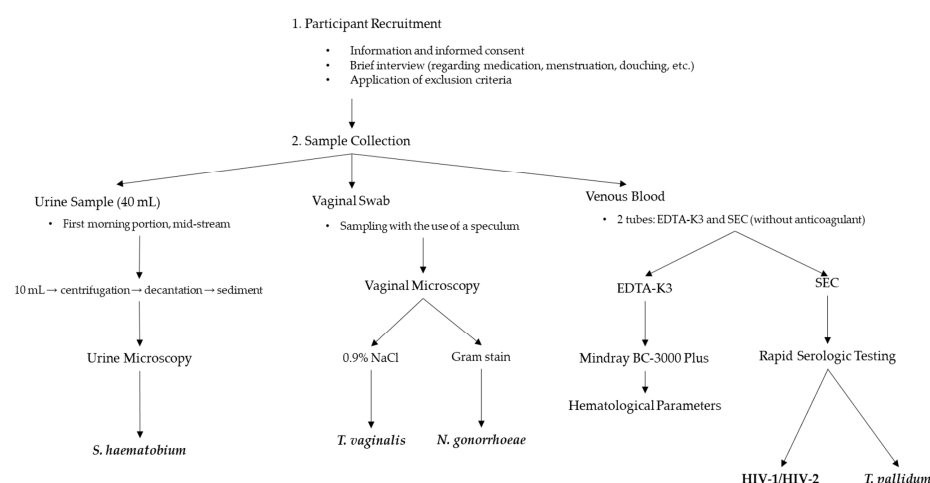 1. Participant Recruitment
• Information and informed consent
• Brief interview (regarding medication, menstruation, douching, etc.)
• Application of exclusion criteria
2. Sample Collection
Urine Sample (40 mL)
• First morning portion, mid-stream
10 mL → centrifugation → decantation → sediment
Urine Microscopy
S. haematobium
Vaginal Swab
• Sampling with the use of a speculum
Vaginal Microscopy
0.9% NaCl
Gram stain
T. vaginalis
N. gonorrhoeae
Venous Blood
• 2 tubes: EDTA-K3 and SEC (without anticoagulant)
EDTA-K3
SEC
Mindray BC-3000 Plus
Rapid Serologic Testing
Hematological Parameters
HIV-1/HIV-2
T. pallidum